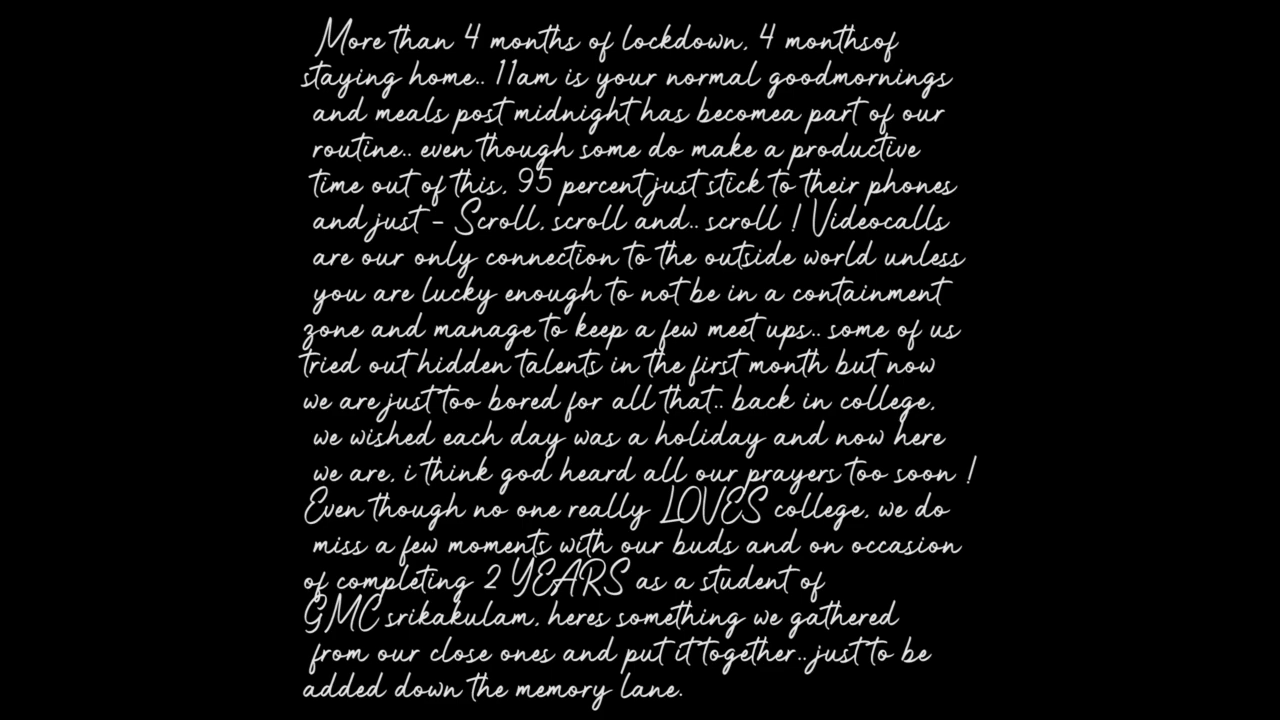 More than 4 months of lockdown, 4 monthsof
staying home.. 11am is your normal goodmornings
and meals post midnight has becomea part of our
routine.. even though some do make a productive
time out of this, 95 percent just stick to their phones
and just - Scroll, scroll and.. scroll ! Videocalls
are our only connection to the outside world unless
you are lucky enough to not be in a containment
zone and manage to keep a few meet ups.. some of us
tried out hidden talents in the first month but now
we are just too bored for all that.. back in college,
we wished each day was a holiday and now here
we are, i think god heard all our prayers too soon !
Even though no one really LOVES college, we do
miss a few moments with our buds and on occasion
of completing 2 YEARS as a student of
GMC srikakulam, heres something we gathered
from our close ones and put it together.. just to be
added down the memory lane.